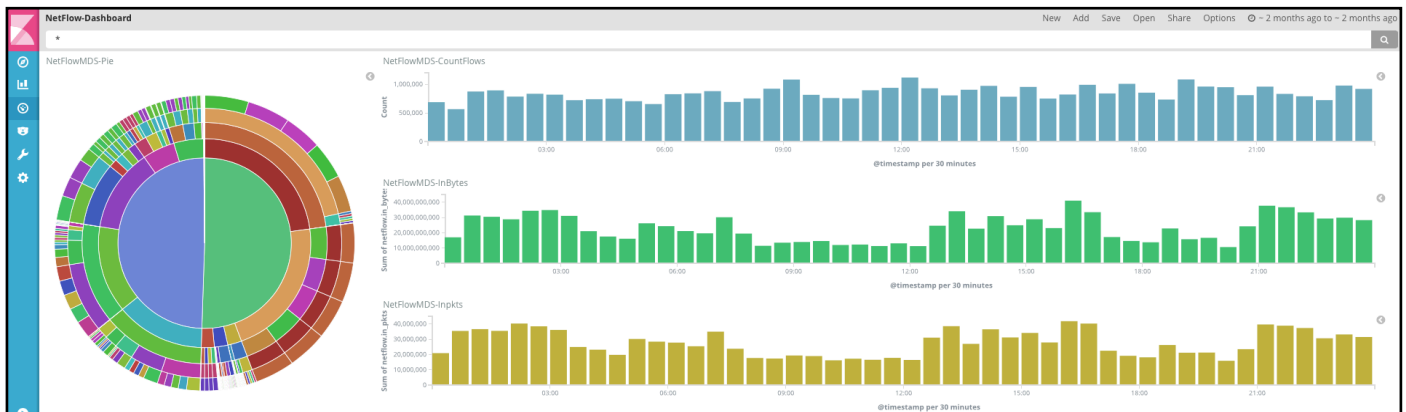 NetFlow-Dashboard
New Add Save Open Share Options ~ 2 months ago to ~ 2 months ago
*
NetFlowMDS-Pie
NetFlowMDS-CountFlows
Count
1,000,000
500,000
0
03:00 06:00 09:00 12:00 15:00 18:00 21:00
@timestamp per 30 minutes
NetFlowMDS-InBytes
Sum of netflow.in_bytes
40,000,000,000
30,000,000,000
20,000,000,000
10,000,000,000
0
03:00 06:00 09:00 12:00 15:00 18:00 21:00
@timestamp per 30 minutes
NetFlowMDS-Inpkts
Sum of netflow.in_pkts
40,000,000
30,000,000
20,000,000
10,000,000
0
03:00 06:00 09:00 12:00 15:00 18:00 21:00
@timestamp per 30 minutes